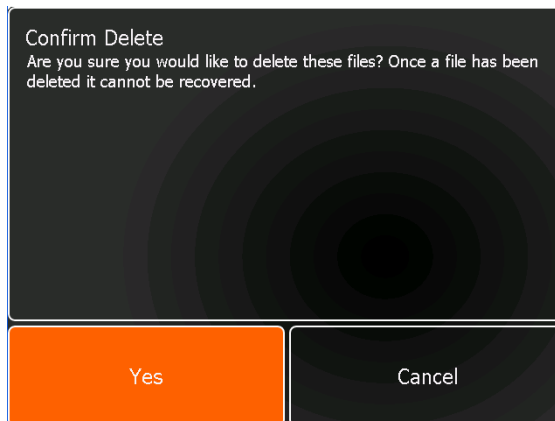 Confirm Delete
Are you sure you would like to delete these files? Once a file has been
deleted it cannot be recovered.
Yes
Cancel